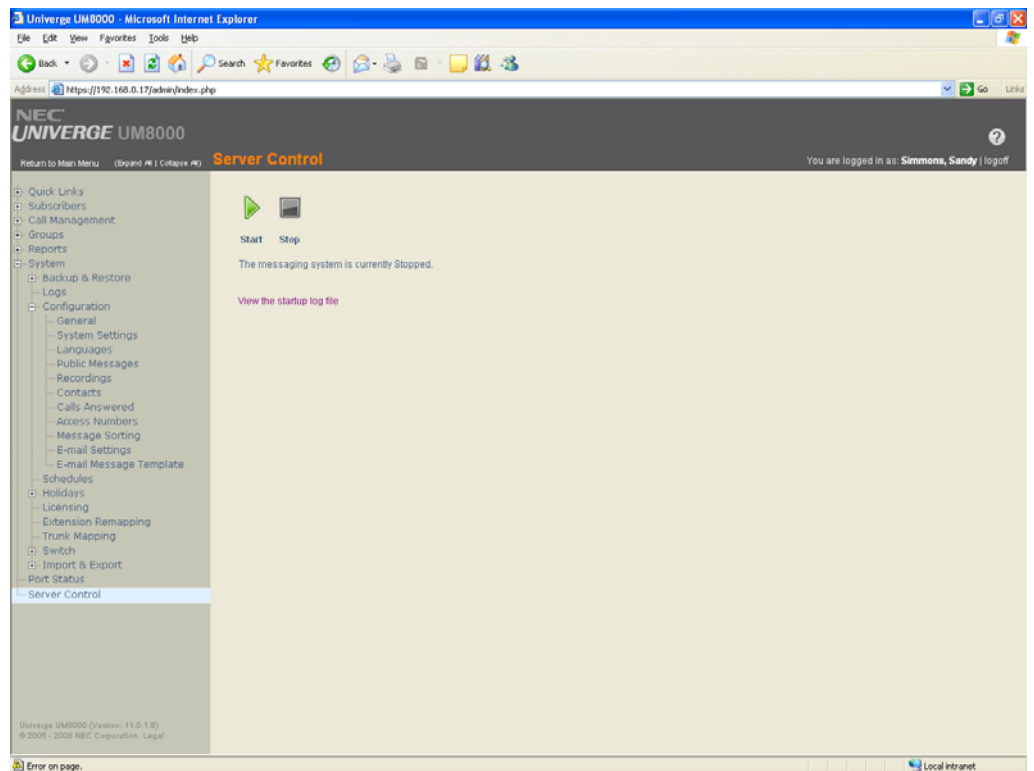 Univerge UM8000 - Microsoft Internet Explorer
File Edit View Favorites Tools Help
Back Search Favorites
Address https://192.168.0.17/admin/index.php Go Links
NEC
UNIVERGE UM8000
Return to Main Menu (Expand All | Collapse All) Server Control You are logged in as: Simmons, Sandy | logoff
Quick Links
Subscribers
Call Management
Groups
Reports
System
Backup & Restore
Logs
Configuration
General
System Settings
Languages
Public Messages
Recordings
Contacts
Calls Answered
Access Numbers
Message Sorting
E-mail Settings
E-mail Message Template
Schedules
Holidays
Licensing
Extension Remapping
Trunk Mapping
Switch
Import & Export
Port Status
Server Control
Start Stop
The messaging system is currently Stopped.
View the startup log file
Univerge UM8000 (Version: 11.0.1.8)
© 2005 - 2008 NEC Corporation. Legal
Error on page. Local intranet